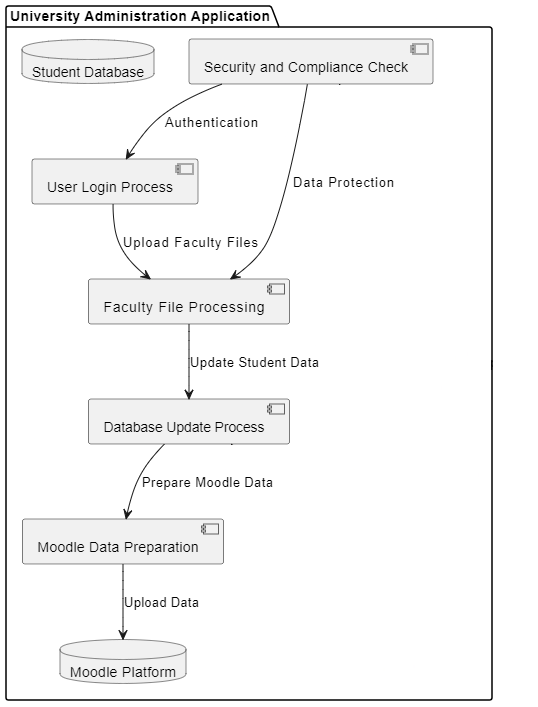 University Administration Application
Student Database
Security and Compliance Check
Authentication
User Login Process
Data Protection
Upload Faculty Files
Faculty File Processing
Update Student Data
Database Update Process
Prepare Moodle Data
Moodle Data Preparation
Upload Data
Moodle Platform